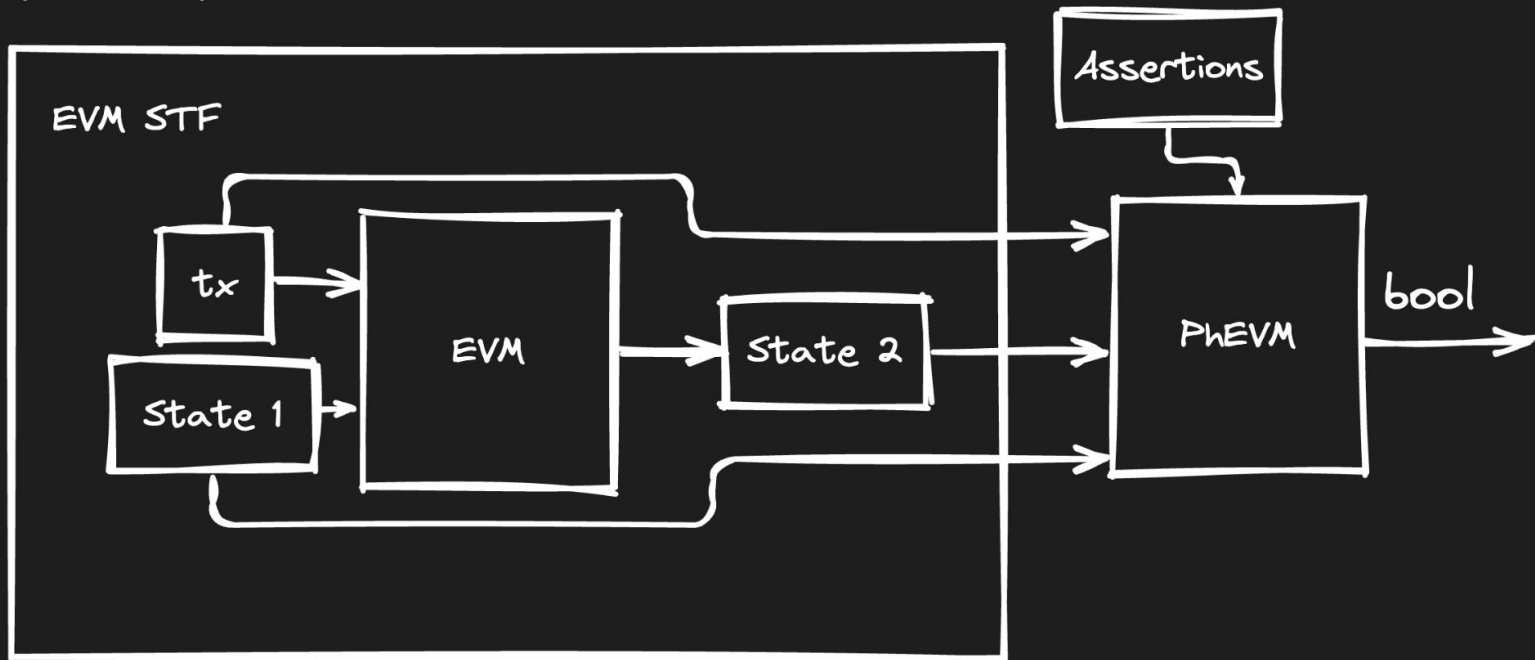 Assertions
EVM STF
tx
EVM
State 1
State 2
PhEVM
bool